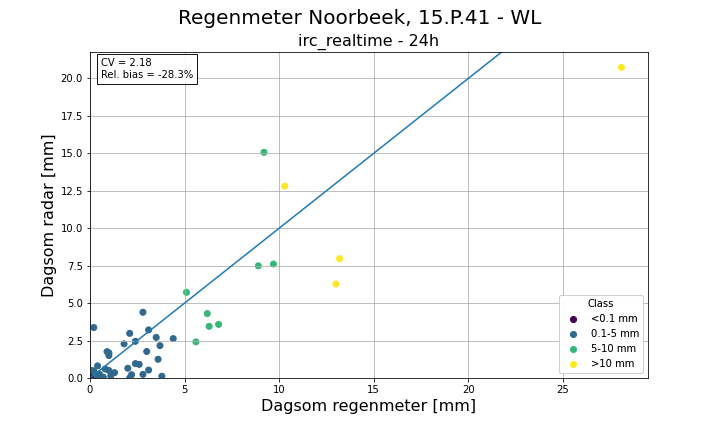 Regenmeter Noorbeek, 15.P.41 - WL
irc_realtime - 24h
CV = 2.18
Rel. bias = -28.3%
Dagsom radar [mm]
20.0
17.5
15.0
12.5
10.0
7.5
5.0
2.5
0.0
0
5
10
15
20
25
Dagsom regenmeter [mm]
Class
<0.1 mm
0.1-5 mm
5-10 mm
>10 mm